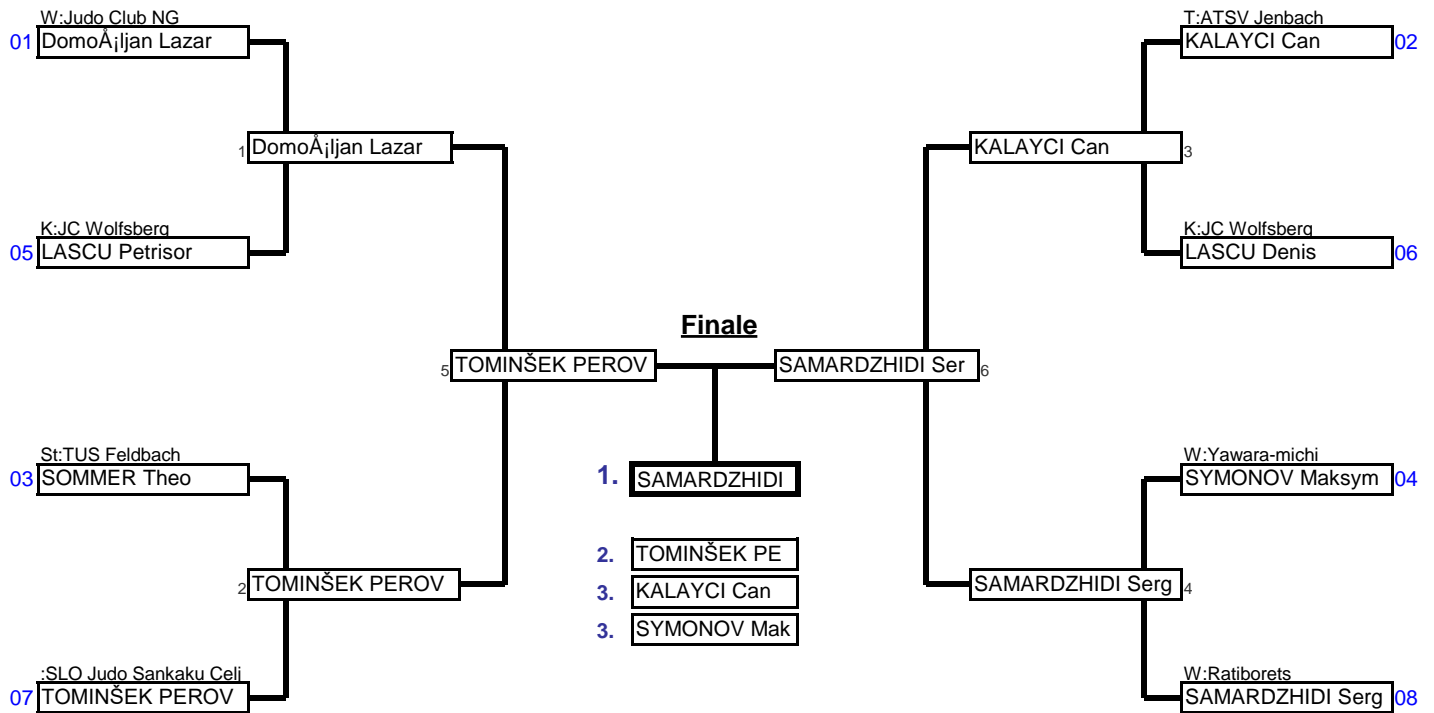 W:Judo Club NG
01 DomoÅ¡ljan Lazar
T:ATSV Jenbach
KALAYCI Can 02
1 DomoÅ¡ljan Lazar
KALAYCI Can 3
K:JC Wolfsberg
05 LASCU Petrisor
K:JC Wolfsberg
LASCU Denis 06
Finale
5 TOMINŠEK PEROV
SAMARDZHIDI Ser 6
St:TUS Feldbach
03 SOMMER Theo
1. SAMARDZHIDI
W:Yawara-michi
SYMONOV Maksym 04
2. TOMINŠEK PE
3. KALAYCI Can
3. SYMONOV Mak
2 TOMINŠEK PEROV
SAMARDZHIDI Serg 4
:SLO Judo Sankaku Celj
07 TOMINŠEK PEROV
W:Ratiborets
SAMARDZHIDI Serg 08